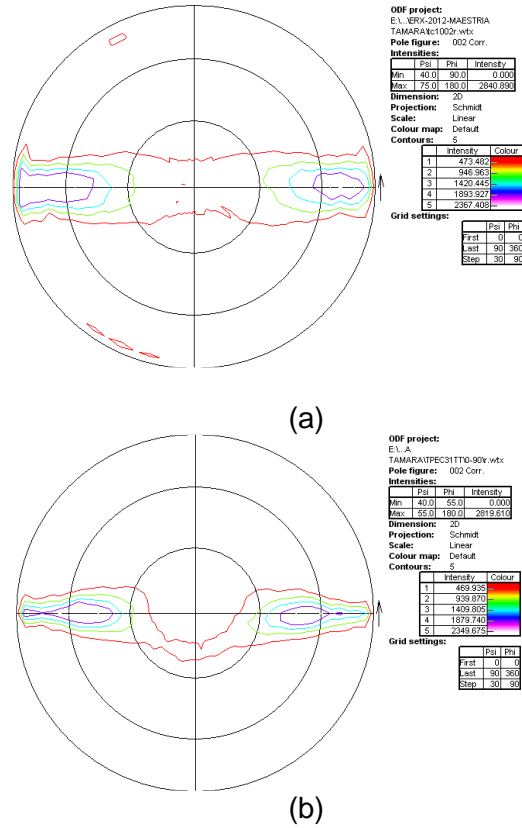 ODF project:
E:\...\ERX-2012-MAESTRIA
TAMARA\tc1002r.wtx
Pole figure: 002 Corr.
Intensities:
Psi Phi Intensity
Min 40.0 90.0 0.000
Max 75.0 180.0 2840.890
Dimension: 2D
Projection: Schmidt
Scale: Linear
Colour map: Default
Contours: 5
Intensity Colour
1 473.482
2 946.963
3 1420.445
4 1893.927
5 2367.408
Grid settings:
Psi Phi
First 0 0
Last 90 360
Step 30 90
(a)
ODF project:
E:\...A
TAMARA\TPEC31TT\0-90\r.wtx
Pole figure: 002 Corr.
Intensities:
Psi Phi Intensity
Min 40.0 55.0 0.000
Max 55.0 180.0 2819.610
Dimension: 2D
Projection: Schmidt
Scale: Linear
Colour map: Default
Contours: 5
Intensity Colour
1 469.935
2 939.870
3 1409.805
4 1879.740
5 2349.675
Grid settings:
Psi Phi
First 0 0
Last 90 360
Step 30 90
(b)